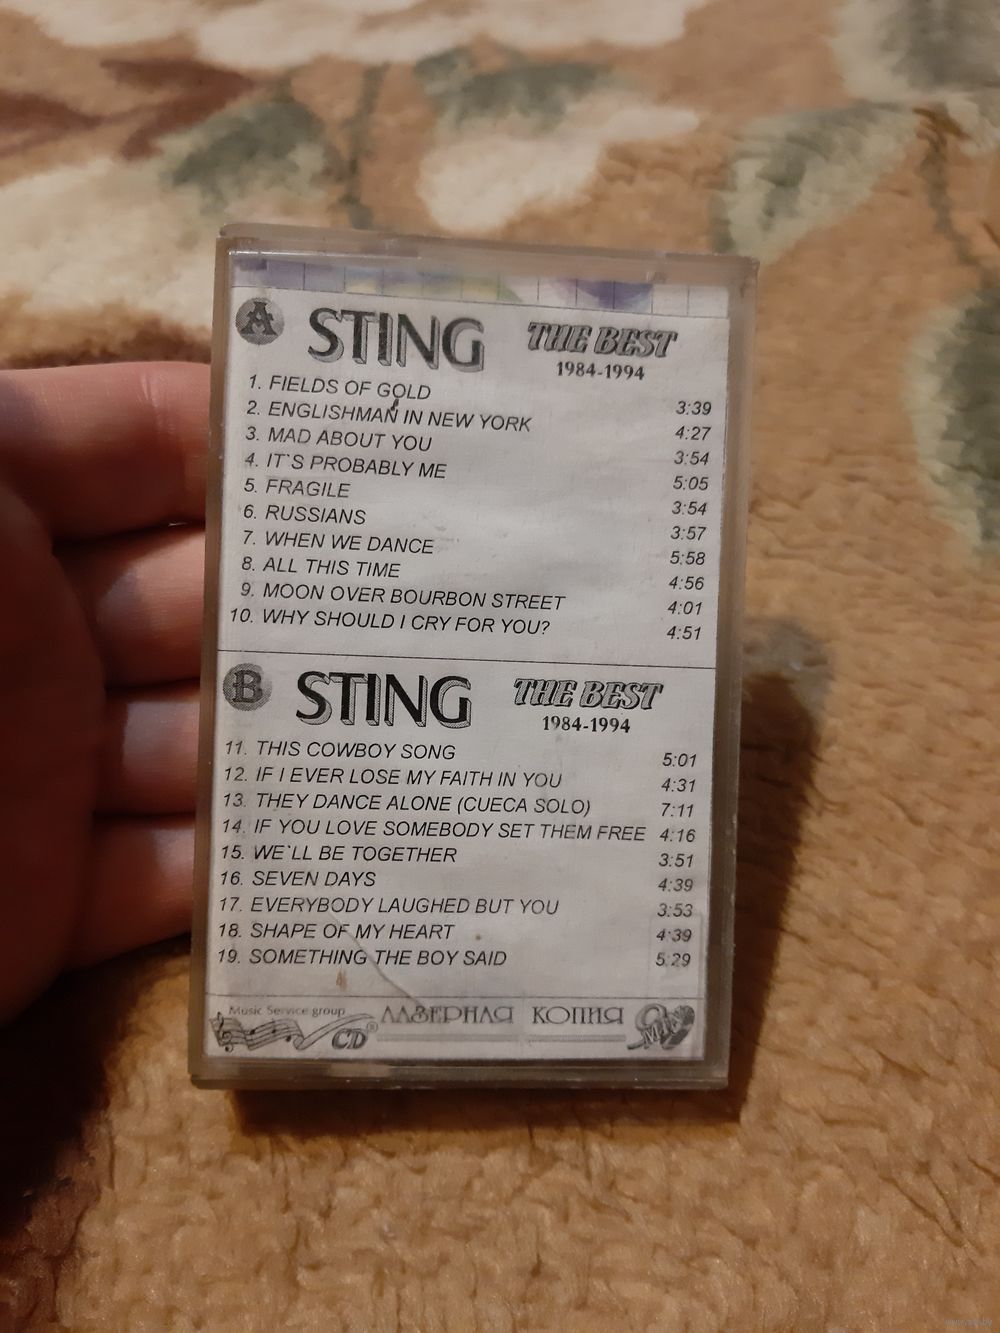 A STING THE BEST
1984-1994
1. FIELDS OF GOLD 3:39
2. ENGLISHMAN IN NEW YORK 4:27
3. MAD ABOUT YOU 3:54
4. IT`S PROBABLY ME 5:05
5. FRAGILE 3:54
6. RUSSIANS 3:57
7. WHEN WE DANCE 5:58
8. ALL THIS TIME 4:56
9. MOON OVER BOURBON STREET 4:01
10. WHY SHOULD I CRY FOR YOU? 4:51
B STING THE BEST
1984-1994
11. THIS COWBOY SONG 5:01
12. IF I EVER LOSE MY FAITH IN YOU 4:31
13. THEY DANCE ALONE (CUECA SOLO) 7:11
14. IF YOU LOVE SOMEBODY SET THEM FREE 4:16
15. WE`LL BE TOGETHER 3:51
16. SEVEN DAYS 4:39
17. EVERYBODY LAUGHED BUT YOU 3:53
18. SHAPE OF MY HEART 4:39
19. SOMETHING THE BOY SAID 5:29
Music Service group
CD® ЛАЗЕРНАЯ КОПИЯ